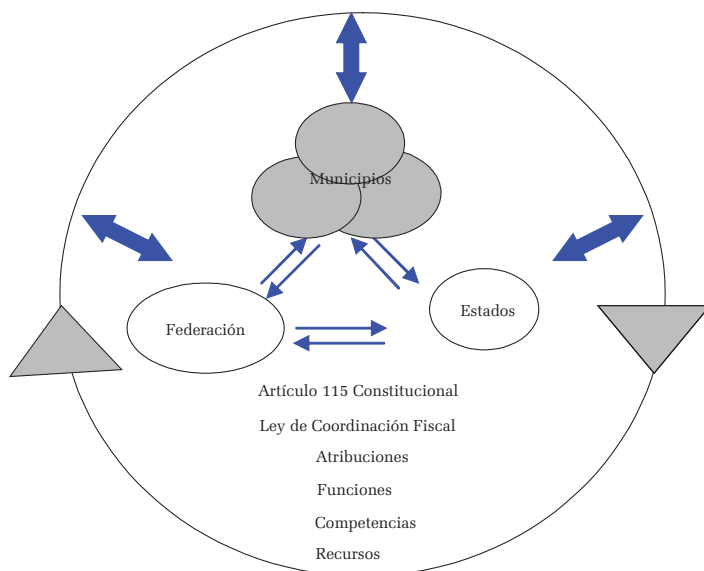 Municipios
Federación
Estados
Artículo 115 Constitucional
Ley de Coordinación Fiscal
Atribuciones
Funciones
Competencias
Recursos